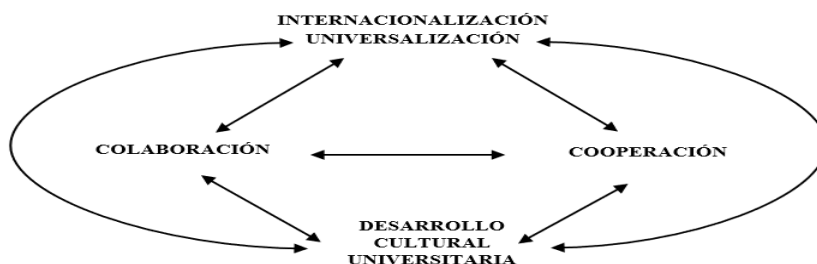 INTERNACIONALIZACIÓN
UNIVERSALIZACIÓN
COLABORACIÓN
COOPERACIÓN
DESARROLLO
CULTURAL
UNIVERSITARIA